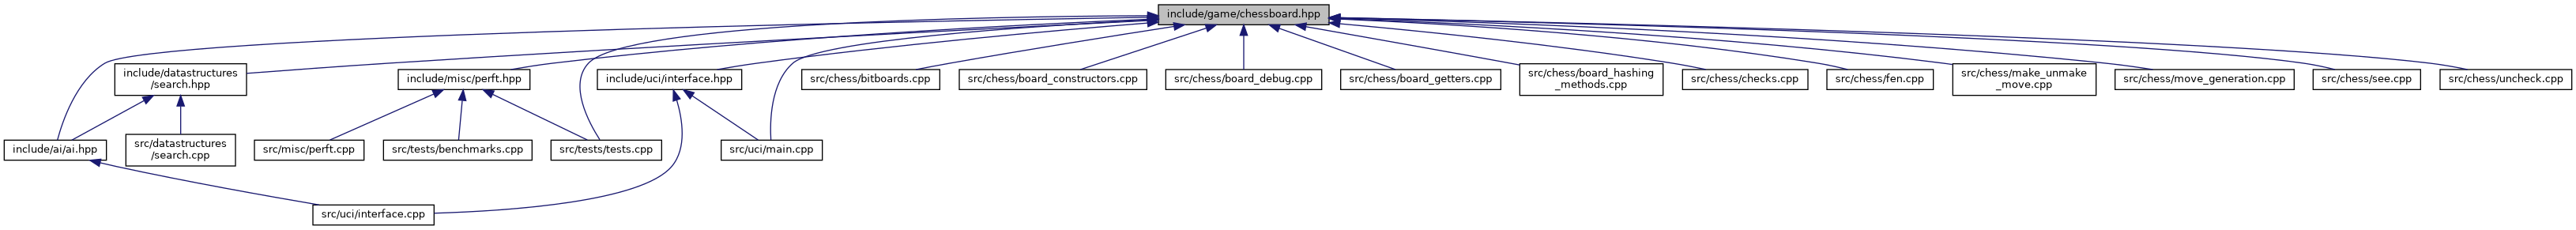 include/game/chessboard.hpp
include/datastructures
/search.hpp
include/misc/perft.hpp
include/uci/interface.hpp
src/chess/bitboards.cpp
src/chess/board_constructors.cpp
src/chess/board_debug.cpp
src/chess/board_getters.cpp
src/chess/board_hashing
_methods.cpp
src/chess/checks.cpp
src/chess/fen.cpp
src/chess/make_unmake
_move.cpp
src/chess/move_generation.cpp
src/chess/see.cpp
src/chess/uncheck.cpp
include/ai/ai.hpp
src/datastructures
/search.cpp
src/misc/perft.cpp
src/tests/benchmarks.cpp
src/tests/tests.cpp
src/uci/main.cpp
src/uci/interface.cpp